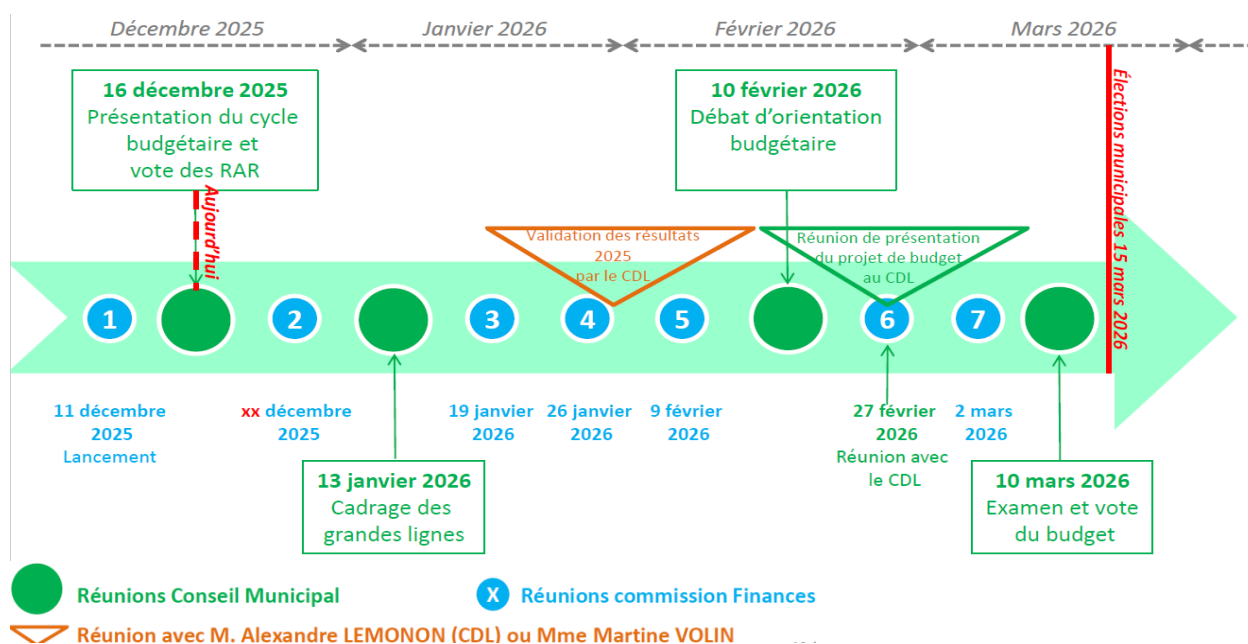 Décembre 2025
Janvier 2026
Février 2026
Mars 2026
16 décembre 2025
Présentation du cycle
budgétaire et
vote des RAR
10 février 2026
Débat d'orientation
budgétaire
Élections municipales 15 mars 2026
Aujourd'hui
Validation des résultats
2025
par le CDL
Réunion de présentation
du projet de budget
au CDL
1
2
3
4
5
6
7
11 décembre
2025
Lancement
xx décembre
2025
19 janvier
2026
26 janvier
2026
9 février
2026
27 février
2026
Réunion avec
le CDL
2 mars
2026
13 janvier 2026
Cadrage des
grandes lignes
10 mars 2026
Examen et vote
du budget
Réunions Conseil Municipal
X Réunions commission Finances
Réunion avec M. Alexandre LEMONON (CDL) ou Mme Martine VOLIN